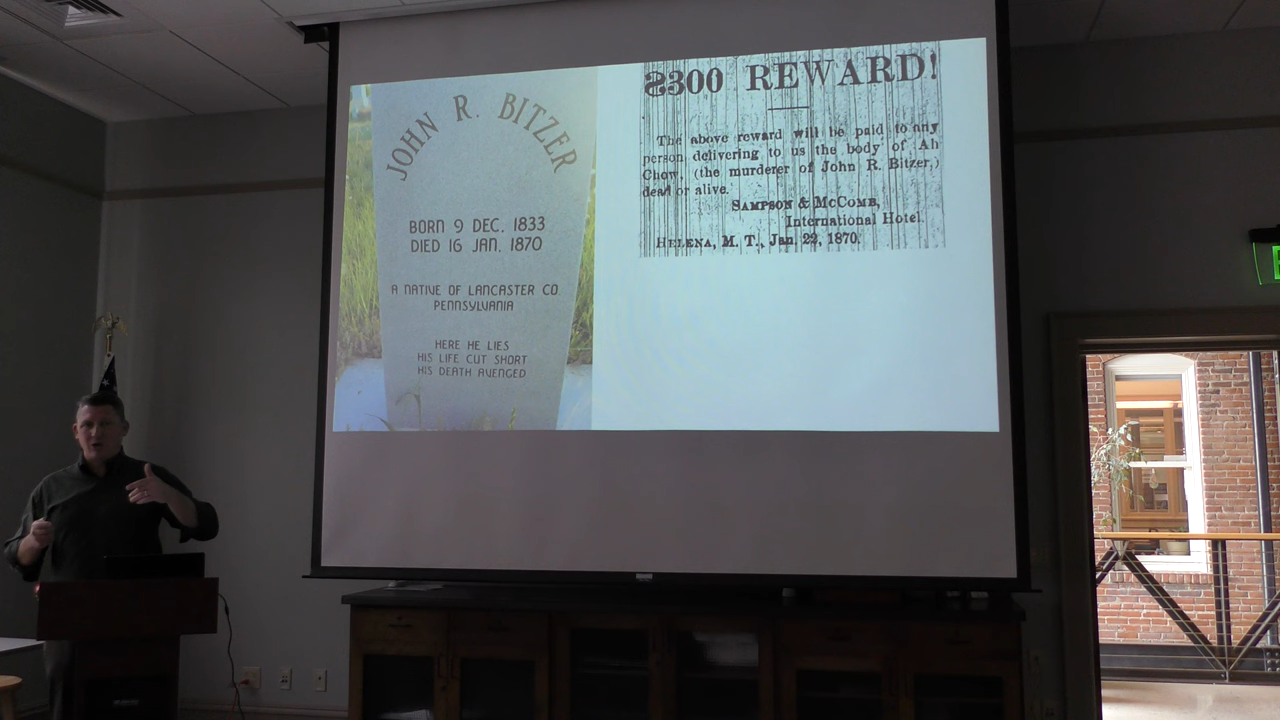 JOHN R. BITZER
BORN 9 DEC. 1833
DIED 16 JAN. 1870
A NATIVE OF LANCASTER CO.
PENNSYLVANIA
HERE HE LIES
HIS LIFE CUT SHORT
HIS DEATH AVENGED
$300 REWARD!
The above reward will be paid to any
person delivering to us the body of Ah
Chow, (the murderer of John R. Bitzer,)
dead or alive.
SAMPSON & McCOMB,
International Hotel.
HELENA, M. T., Jan. 22, 1870.